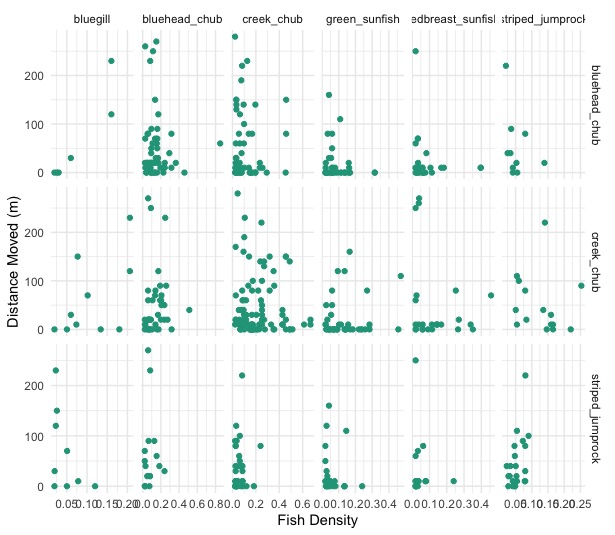 bluegill bluehead_chub creek_chub green_sunfish edbreast_sunfis striped_jumprock
200
100
0
bluehead_chub
200
100
0
creek_chub
200
100
0
striped_jumprock
Distance Moved (m)
0.05 0.10 0.15 0.20 0.0 0.2 0.4 0.6 0.8 0.0 0.2 0.4 0.6 0.0 0.1 0.2 0.3 0.4 0.0 0.1 0.2 0.3 0.4 0.05 0.10 0.15 0.20 0.25
Fish Density